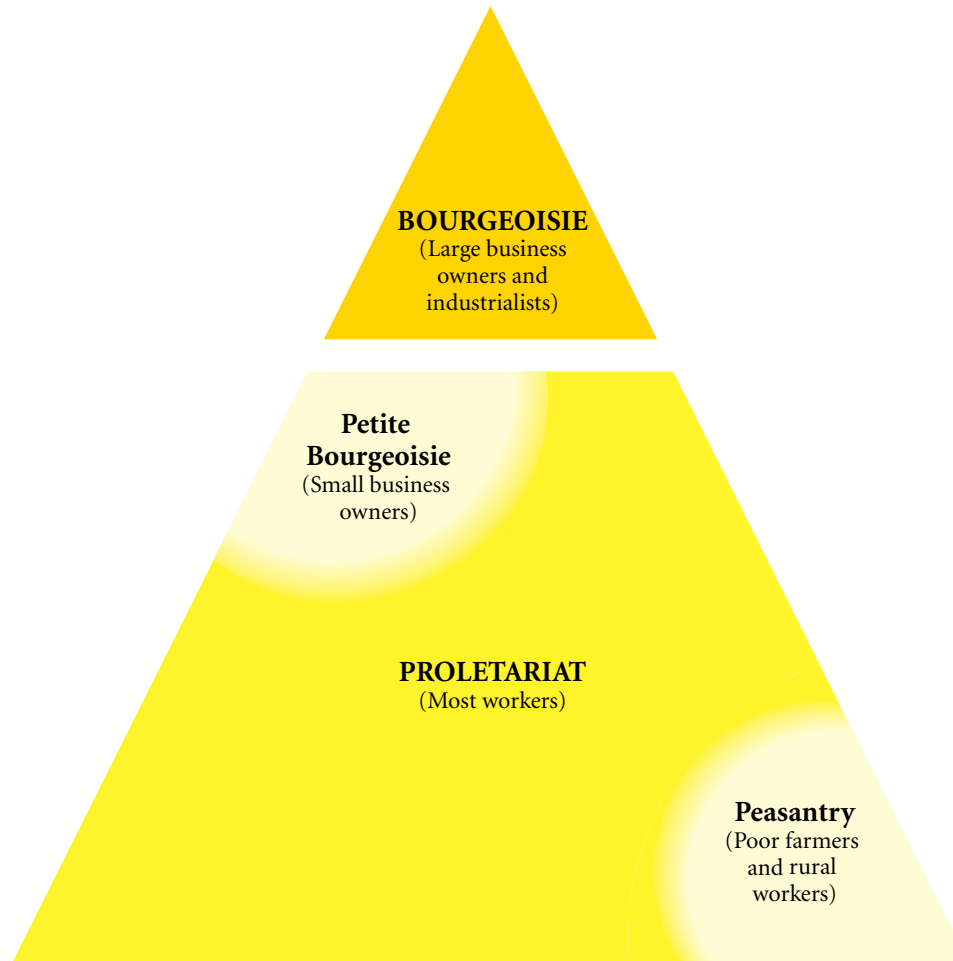 BOURGEOISIE
(Large business
owners and
industrialists)
Petite
Bourgeoisie
(Small business
owners)
PROLETARIAT
(Most workers)
Peasantry
(Poor farmers
and rural
workers)